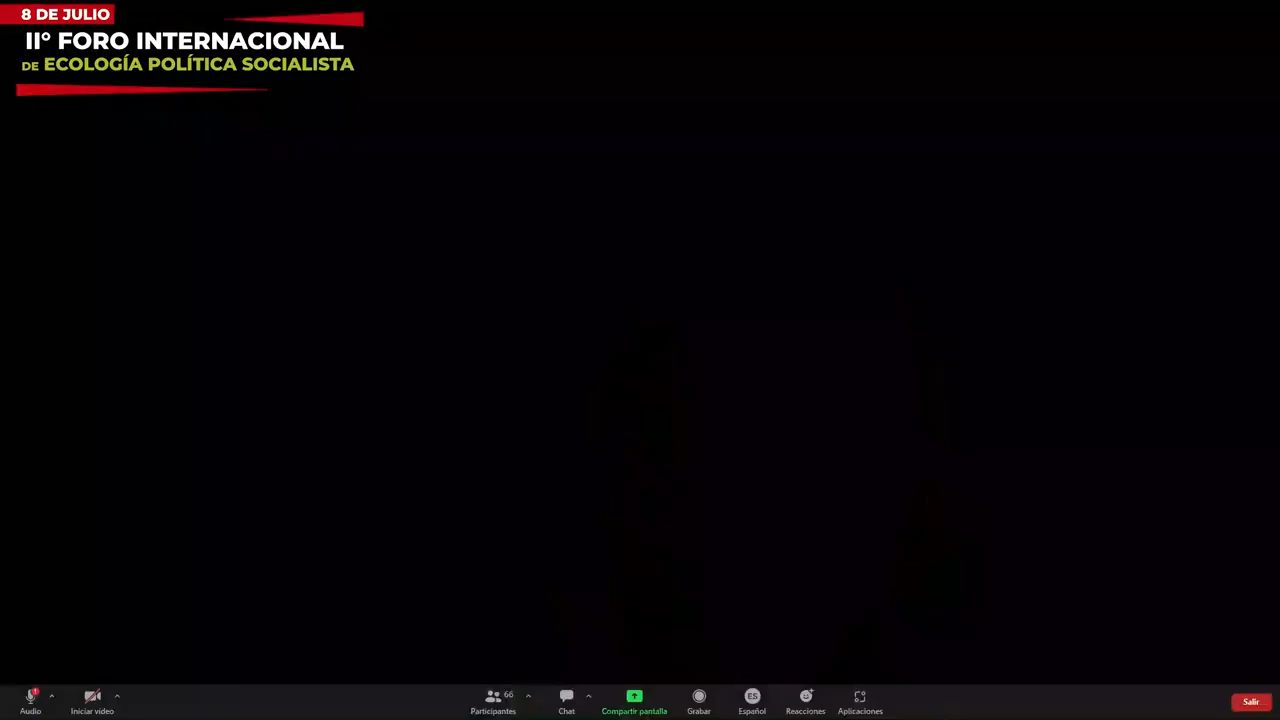 8 DE JULIO
IIº FORO INTERNACIONAL
DE ECOLOGÍA POLÍTICA SOCIALISTA
Audio
Iniciar vídeo
66
Participantes
Chat
Compartir pantalla
Grabar
ES
Español
Reacciones
Aplicaciones
Salir